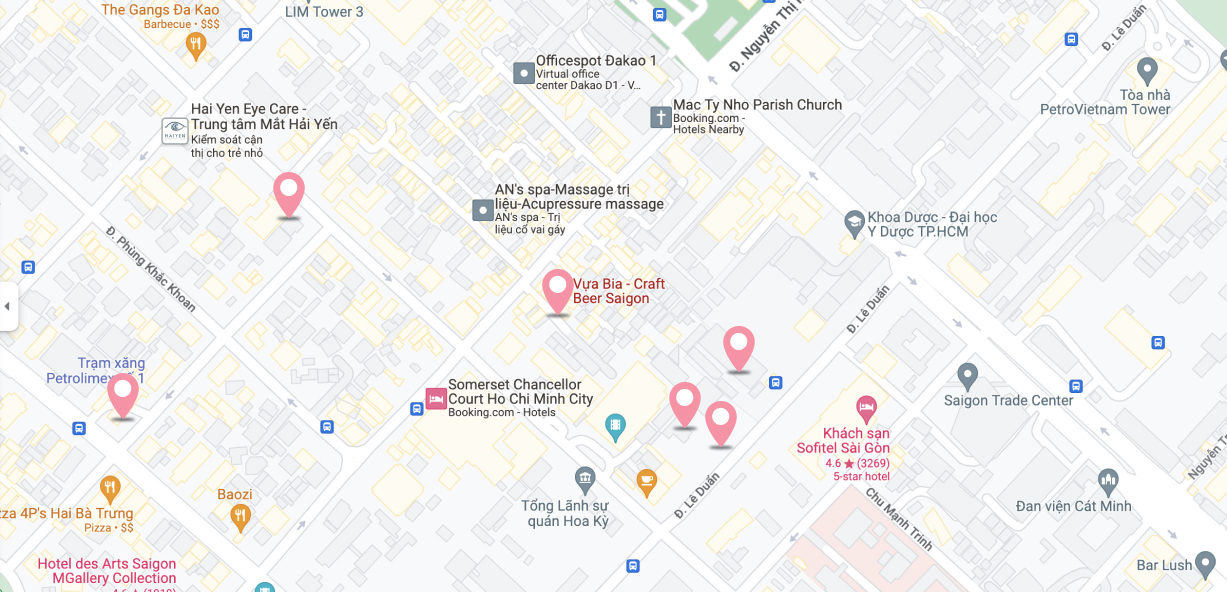 The Gangs Đa Kao
Barbecue • $$$
LIM Tower 3
Officespot Đakao 1
Virtual office
center Dakao D1 - V...
Đ. Nguyễn Thị
Đ. Lê Duẩn
Tòa nhà
PetroVietnam Tower
Hai Yen Eye Care -
Trung tâm Mắt Hải Yến
Kiểm soát cận
thị cho trẻ nhỏ
HAIYEN
Mac Ty Nho Parish Church
Booking.com -
Hotels Nearby
AN's spa-Massage trị
liệu-Acupressure massage
AN's spa - Trị
liệu cổ vai gáy
Khoa Dược - Đại học
Y Dược TP.HCM
Đ. Phùng Khắc Khoan
Vựa Bia - Craft
Beer Saigon
Đ. Lê Duẩn
Trạm xăng
Petrolimex 1
Somerset Chancellor
Court Ho Chi Minh City
Booking.com - Hotels
Saigon Trade Center
Khách sạn
Sofitel Sài Gòn
4.6 ★ (3269)
5-star hotel
Nguyễn
Tổng Lãnh sự
quán Hoa Kỳ
Đ. Lê Duẩn
Chu Mạnh Trinh
Đan viện Cát Minh
Baozi
zza 4P's Hai Bà Trưng
Pizza • $$
Hotel des Arts Saigon
MGallery Collection
Bar Lush